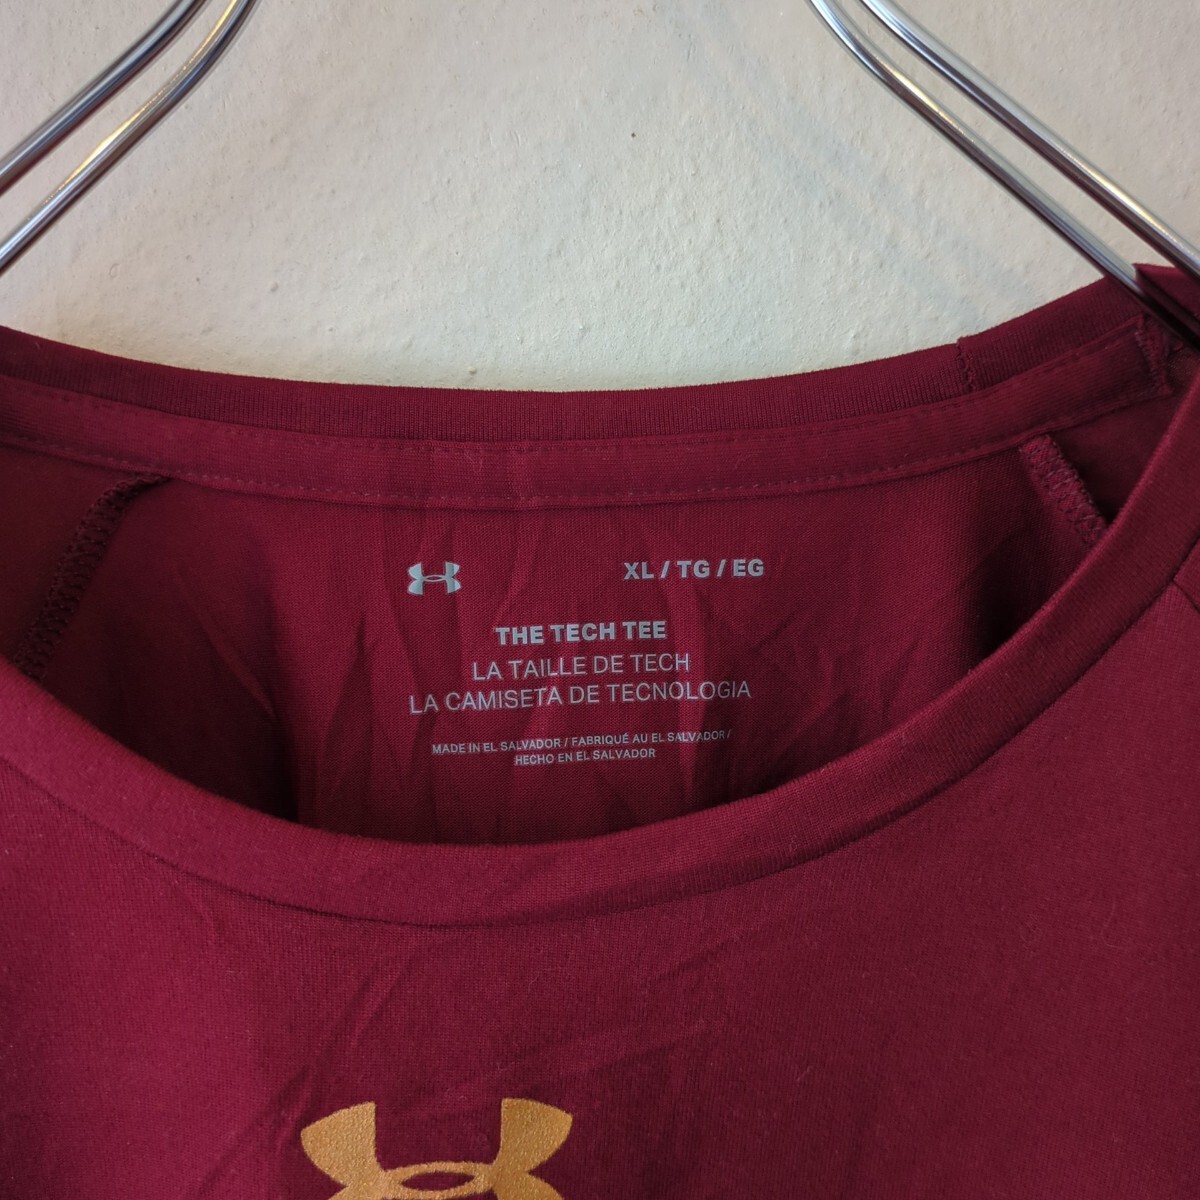 XL / TG / EG
THE TECH TEE
LA TAILLE DE TECH
LA CAMISETA DE TECNOLOGIA
MADE IN EL SALVADOR / FABRIQUÉ AU EL SALVADOR /
HECHO EN EL SALVADOR